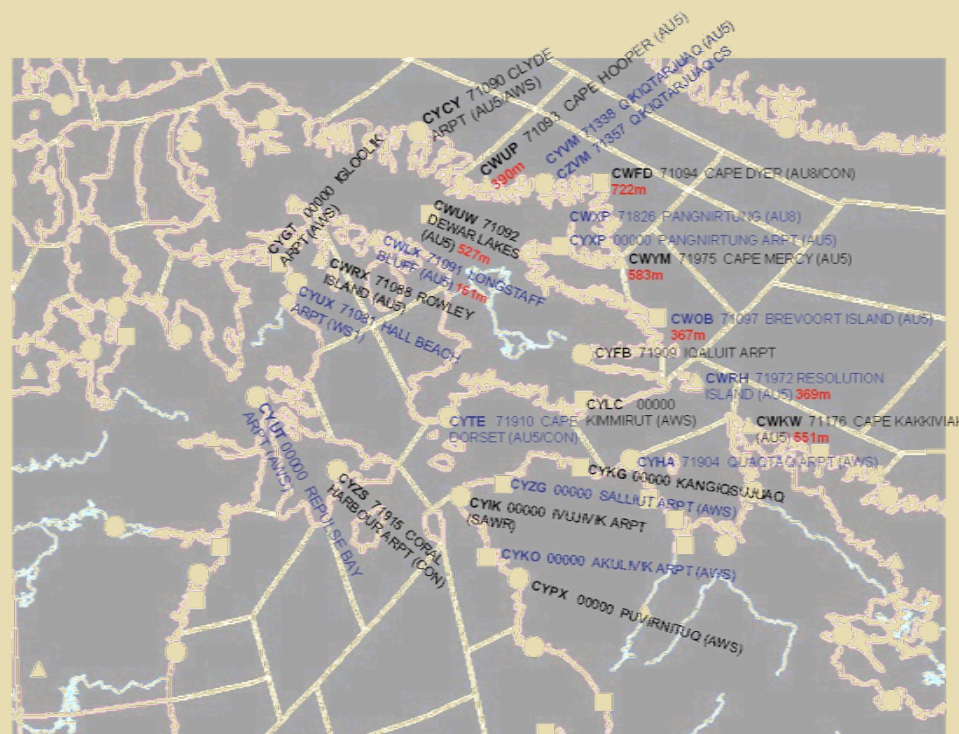 CYCY 71090 CLYDE
ARPT (AU5/AWS)
CWUP 71093 CAPE HOOPER (AU5)
390m
CYVM 71338 QIKIQTARJUAQ (AU5)
CZVM 71357 QIKIQTARJUAQ CS
CWFD 71094 CAPE DYER (AU8/CON)
722m
CYGT 00000 IGLOOLIK
ARPT (AWS)
CWUW 71092
DEWAR LAKES
(AU5) 527m
CWXP 71826 PANGNIRTUNG (AU8)
CYXP 00000 PANGNIRTUNG ARPT (AU5)
CWLX 71091 LONGSTAFF
BLUFF (AU5) 161m
CWYM 71975 CAPE MERCY (AU5)
583m
CWRX 71088 ROWLEY
ISLAND (AU5)
CYUX 71081 HALL BEACH
ARPT (WS1)
CWOB 71097 BREVOORT ISLAND (AU5)
367m
CYFB 71909 IQALUIT ARPT
CWRH 71972 RESOLUTION
ISLAND (AU5) 369m
CYLC 00000
KIMMIRUT (AWS)
CYTE 71910 CAPE
DORSET (AU5/CON)
CWKW 71176 CAPE KAKKIVIAK
(AU5) 551m
CYUT 00000 REPULSE BAY
ARPT (AWS)
CYHA 71904 QUAQTAQ ARPT (AWS)
CYKG 00000 KANGIQSUJUAQ
CYZS 71915 CORAL
HARBOUR ARPT (CON)
CYZG 00000 SALLIUT ARPT (AWS)
CYIK 00000 IVUJIVIK ARPT
(SAWR)
CYKO 00000 AKULIVIK ARPT (AWS)
CYPX 00000 PUVIRNITUQ (AWS)